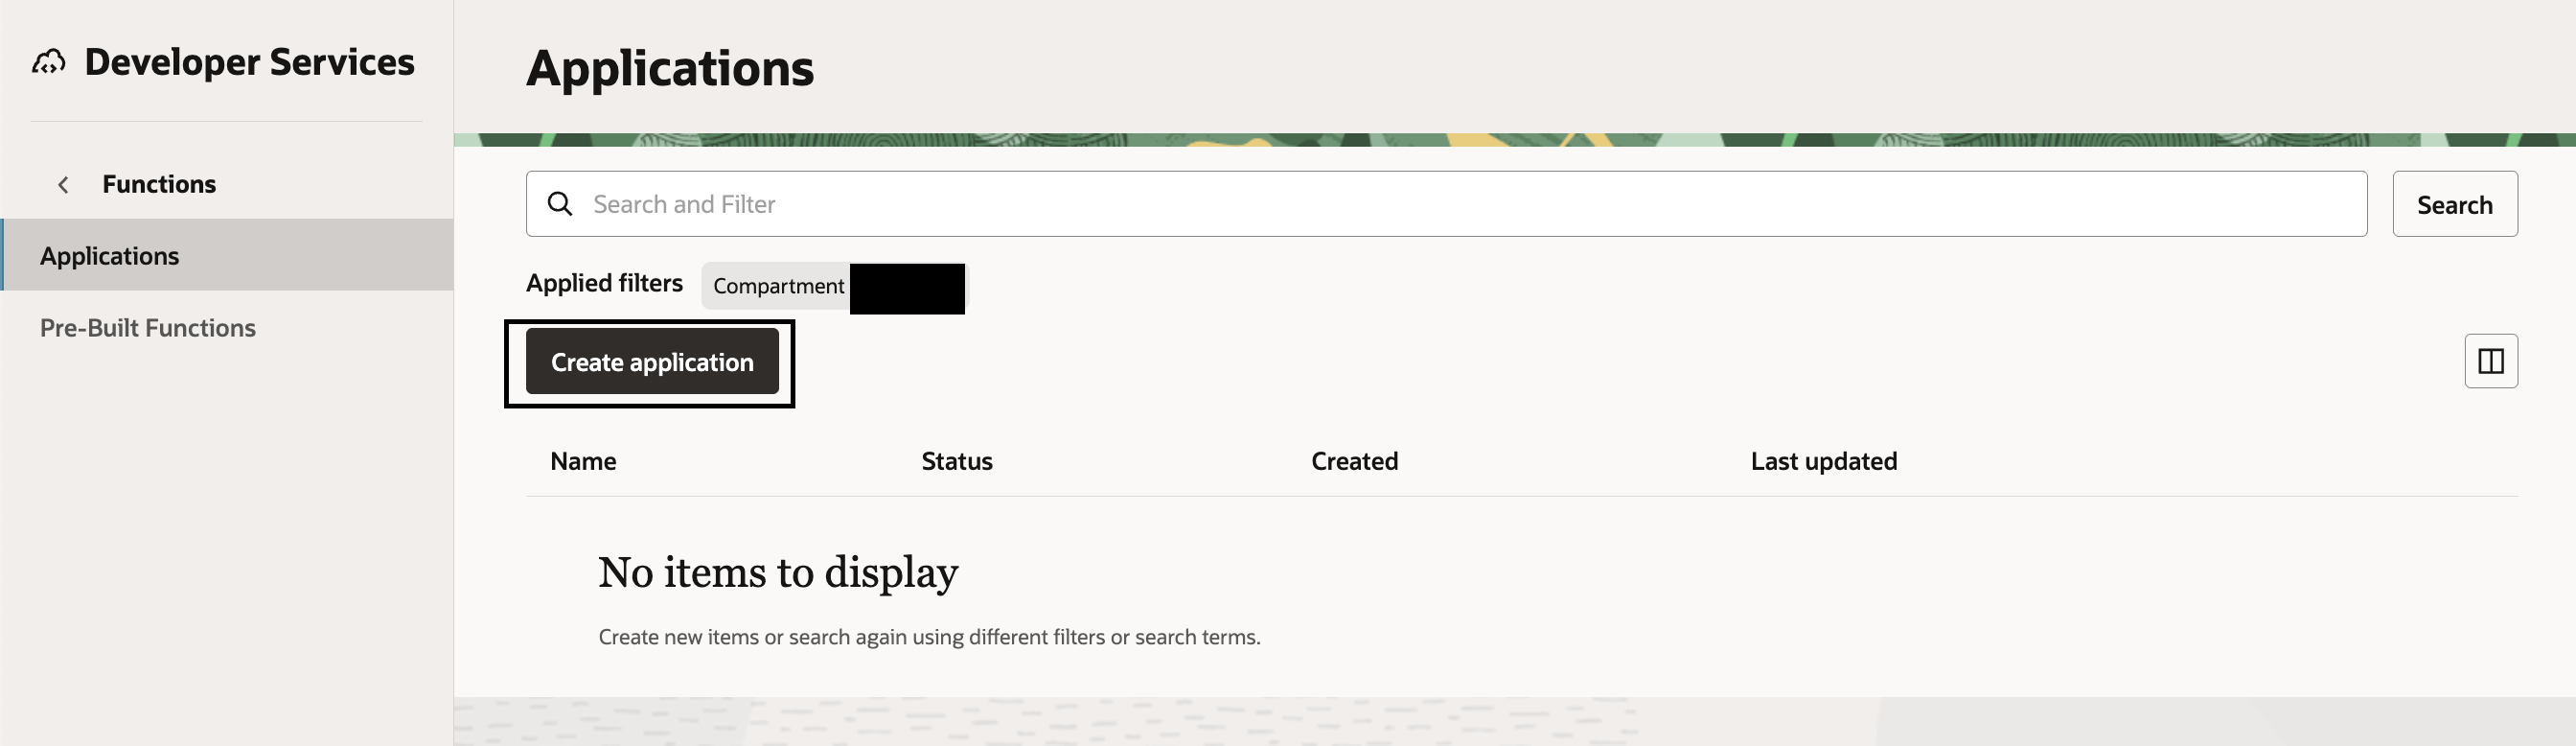 Developer Services
Functions
Applications
Pre-Built Functions
Applications
Search and Filter
Search
Applied filters
Compartment
Create application
Name Status Created Last updated
No items to display
Create new items or search again using different filters or search terms.